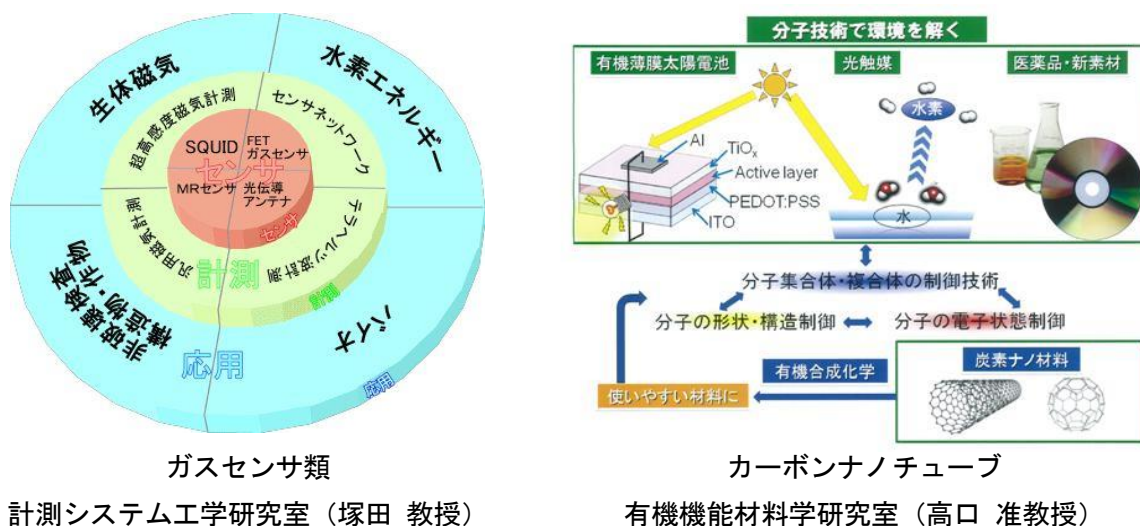 生体磁気
水素エネルギー
超高感度磁気計測
センサネットワーク
SQUID
FET
ガスセンサ
センサ
MRセンサ
光伝導
アンテナ
センサ
汎用磁気計測
テラヘルツ波計測
計測
計測
非破壊検査
構造物・作物
バイオ
応用
応用
ガスセンサ類
計測システム工学研究室（塚田 教授）
分子技術で環境を解く
有機薄膜太陽電池
光触媒
医薬品・新素材
水素
Al
TiOx
Active layer
PEDOT:PSS
ITO
水
分子集合体・複合体の制御技術
分子の形状・構造制御
分子の電子状態制御
有機合成化学
炭素ナノ材料
使いやすい材料に
カーボンナノチューブ
有機機能材料学研究室（高口 准教授）